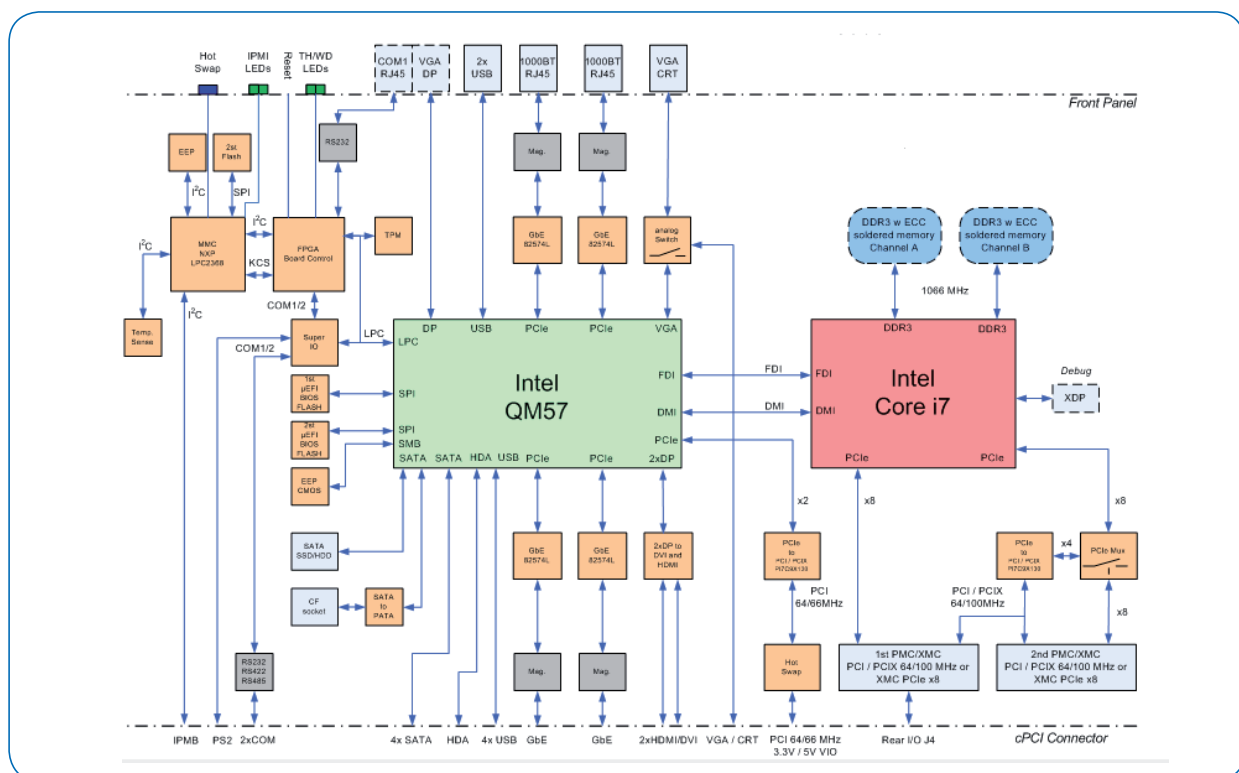 Hot
Swap
IPMI
LEDs
Reset
TH/WD
LEDs
COM1
RJ45
VGA
DP
2x
USB
1000BT
RJ45
1000BT
RJ45
VGA
CRT
Front Panel
EEP
2st
Flash
RS232
Mag.
Mag.
I²C
SPI
I²C
I²C
KCS
MMC
NXP
LPC2368
FPGA
Board Control
TPM
GbE
82574L
GbE
82574L
analog
Switch
DDR3 w ECC
soldered memory
Channel A
DDR3 w ECC
soldered memory
Channel B
1066 MHz
COM1/2
I²C
Temp.
Sense
Super
IO
LPC
COM1/2
DP
USB
PCIe
PCIe
VGA
LPC
FDI
DMI
PCIe
SPI
SPI
SMB
Intel
QM57
SATA
SATA
HDA
USB
PCIe
PCIe
2xDP
FDI
DMI
DDR3
DDR3
FDI
DMI
Intel
Core i7
PCIe
PCIe
Debug
XDP
1st
µEFI
BIOS
FLASH
2st
µEFI
BIOS
FLASH
EEP
CMOS
x2
x8
x8
SATA
SSD/HDD
GbE
82574L
GbE
82574L
2xDP to
DVI and
HDMI
PCIe
to
PCI / PCIX
PI7C9X130
PCIe
to
PCI / PCIX
PI7C9X130
x4
PCIe Mux
CF
socket
SATA
to
PATA
PCI
64/66MHz
PCI / PCIX
64/100MHz
x8
RS232
RS422
RS485
Mag.
Mag.
Hot
Swap
1st PMC/XMC
PCI / PCIX 64/100 MHz or
XMC PCIe x8
2nd PMC/XMC
PCI / PCIX 64/100 MHz or
XMC PCIe x8
IPMB
PS2
2xCOM
4x SATA
HDA
4x USB
GbE
GbE
2xHDMI/DVI
VGA / CRT
PCI 64/66 MHz
3.3V / 5V VIO
Rear I/O J4
cPCI Connector